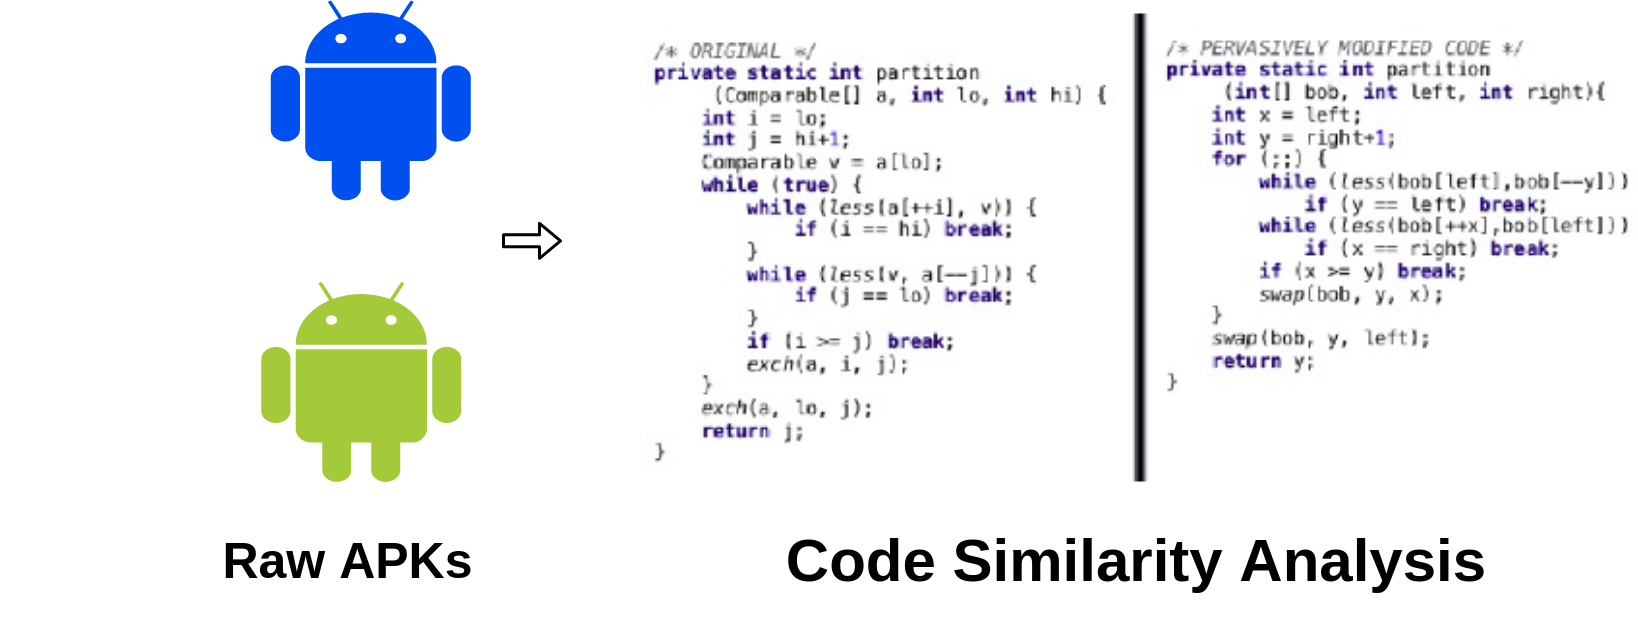 /* ORIGINAL */
private static int partition
(Comparable[] a, int lo, int hi) {
int i = lo;
int j = hi+1;
Comparable v = a[lo];
while (true) {
while (less(a[++i], v)) {
if (i == hi) break;
}
while (less(v, a[--j])) {
if (j == lo) break;
}
if (i >= j) break;
exch(a, i, j);
}
exch(a, lo, j);
return j;
}
/* PERVASIVELY MODIFIED CODE */
private static int partition
(int[] bob, int left, int right){
int x = left;
int y = right+1;
for (;;) {
while (less(bob[left],bob[--y]))
if (y == left) break;
while (less(bob[++x],bob[left]))
if (x == right) break;
if (x >= y) break;
swap(bob, y, x);
}
swap(bob, y, left);
return y;
}
Raw APKs
Code Similarity Analysis